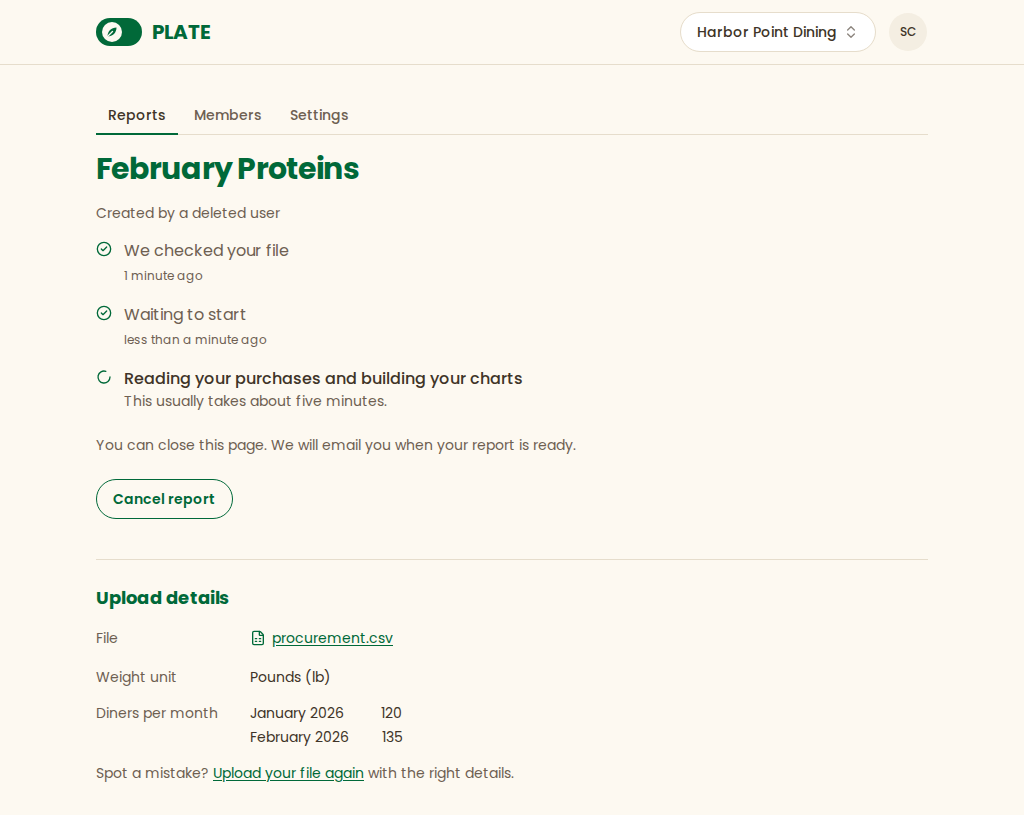 PLATE
Harbor Point Dining
SC
Reports
Members
Settings
February Proteins
Created by a deleted user
We checked your file
1 minute ago
Waiting to start
less than a minute ago
Reading your purchases and building your charts
This usually takes about five minutes.
You can close this page. We will email you when your report is ready.
Cancel report
Upload details
File procurement.csv
Weight unit Pounds (lb)
Diners per month January 2026 120
February 2026 135
Spot a mistake? Upload your file again with the right details.